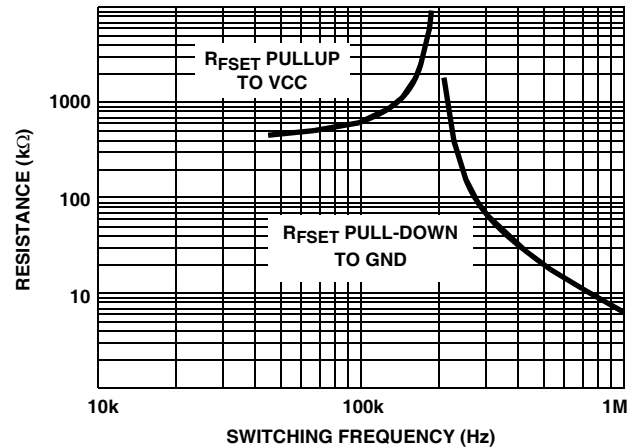 RFSET PULLUP
TO VCC
1000
100
10
RESISTANCE (kΩ)
RFSET PULL-DOWN
TO GND
10k 100k 1M
SWITCHING FREQUENCY (Hz)